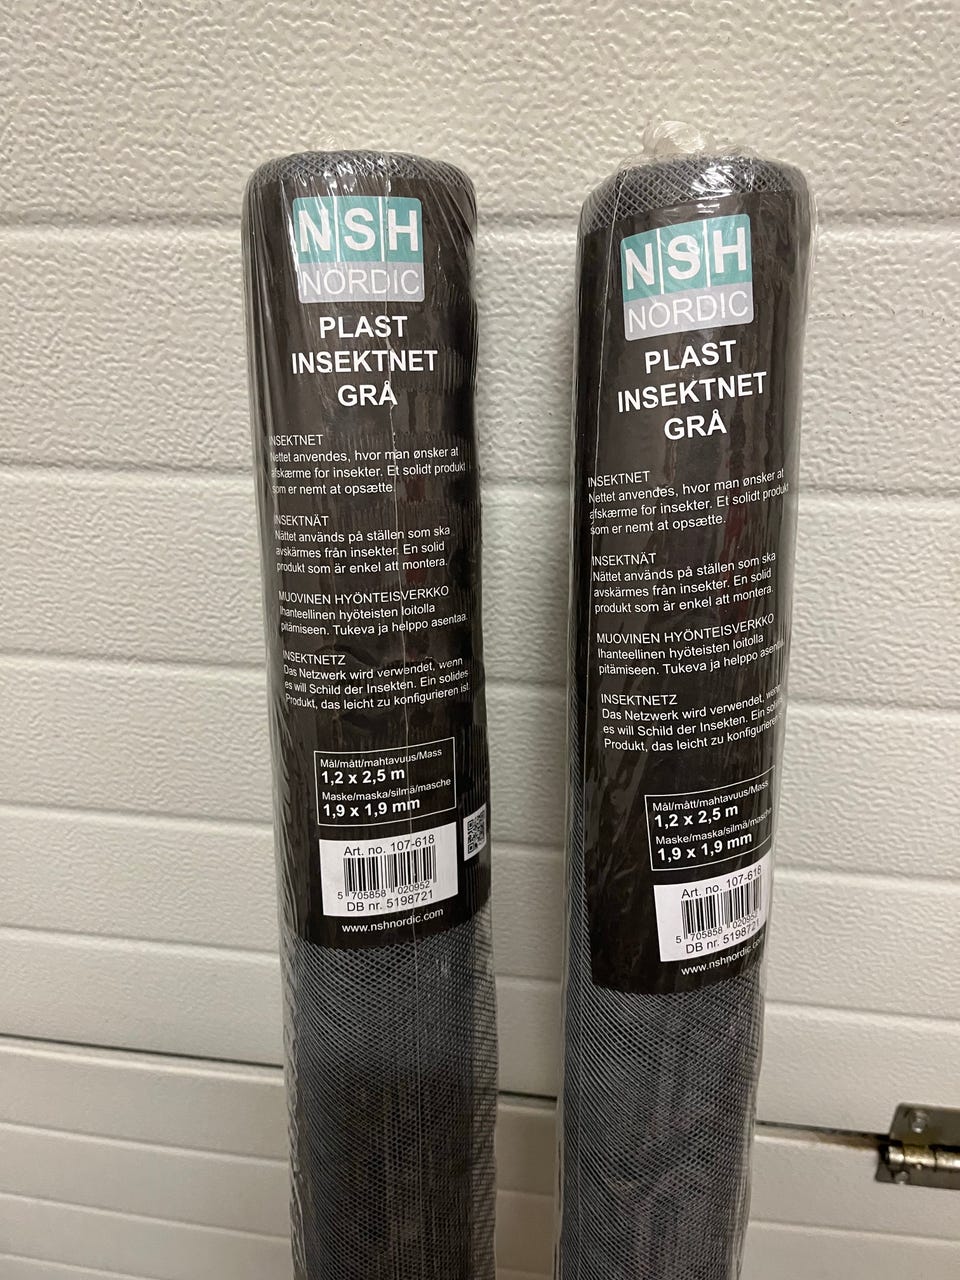 NSH
NORDIC
PLAST
INSEKTNET
GRÅ
INSEKTNET
Nettet anvendes, hvor man ønsker at
afskærme for insekter. Et solidt produkt
som er nemt at opsætte.
INSEKTNÄT
Nättet används på ställen som ska
avskärmes från insekter. En solid
produkt som är enkel att montera.
MUOVINEN HYÖNTEISVERKKO
Ihanteellinen hyöteisten loitolla
pitämiseen. Tukeva ja helppo asentaa.
INSEKTNETZ
Das Netzwerk wird verwendet, wenn
es will Schild der Insekten. Ein solides
Produkt, das leicht zu konfigurieren ist.
Mål/mått/mahtavuus/Mass
1,2 x 2,5 m
Maske/maska/silmä/masche
1,9 x 1,9 mm
Art. no. 107-618
5 705858 020952
DB nr. 5198721
www.nshnordic.com
NSH
NORDIC
PLAST
INSEKTNET
GRÅ
INSEKTNET
Nettet anvendes, hvor man ønsker at
afskærme for insekter. Et solidt produkt
som er nemt at opsætte.
INSEKTNÄT
Nättet används på ställen som ska
avskärmes från insekter. En solid
produkt som är enkel att montera.
MUOVINEN HYÖNTEISVERKKO
Ihanteellinen hyöteisten loitolla
pitämiseen. Tukeva ja helppo
INSEKTNETZ
Das Netzwerk wird verwendet,
es will Schild der Insekten. Ein
Produkt, das leicht zu konfigurieren
Mål/mått/mahtavuus/Mass
1,2 x 2,5 m
Maske/maska/silmä/masche
1,9 x 1,9 mm
Art. no. 107-618
5 705858
DB nr. 5198721
www.nshnordic.com